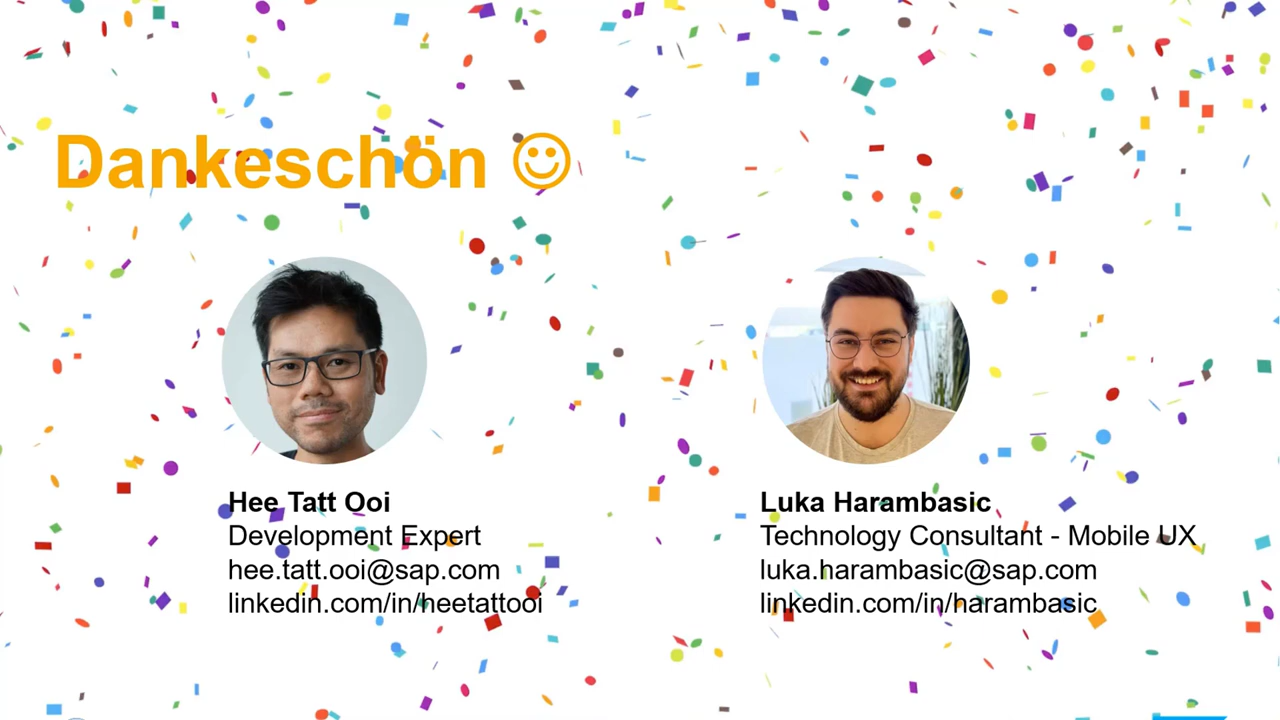 Dankeschön ☺
Hee Tatt Ooi
Development Expert
hee.tatt.ooi@sap.com
linkedin.com/in/heetattooi
Luka Harambasic
Technology Consultant - Mobile UX
luka.harambasic@sap.com
linkedin.com/in/harambasic